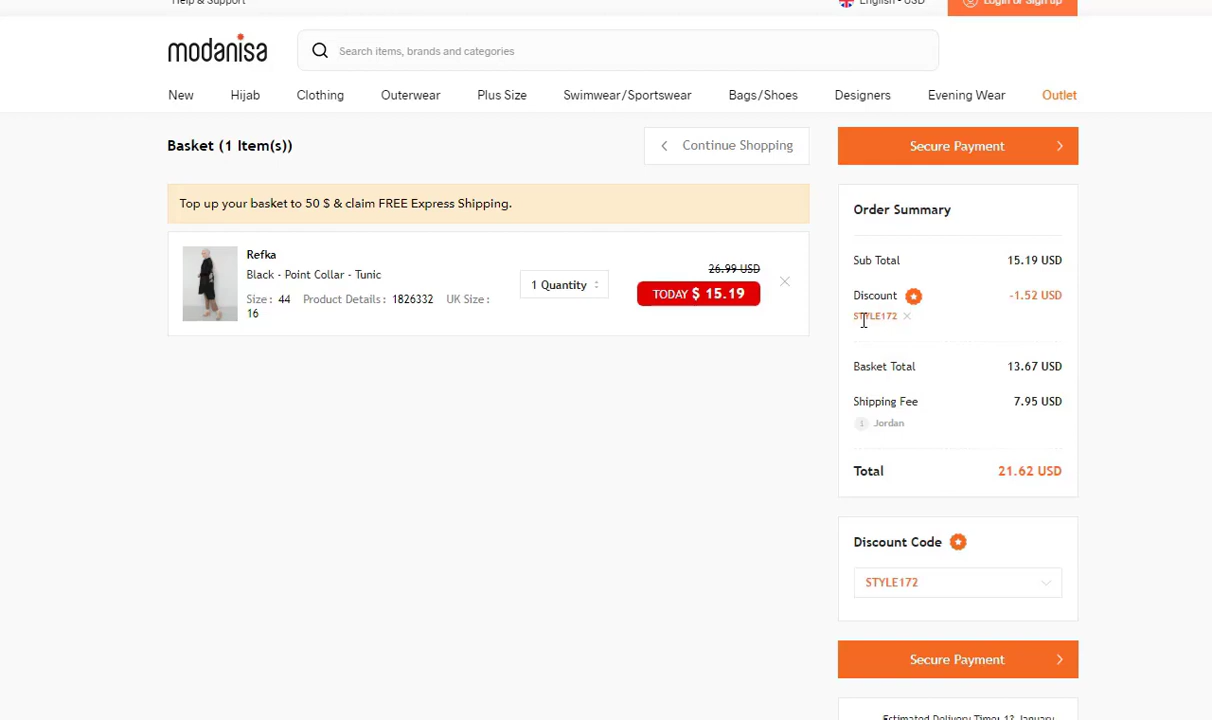 Help & Support
English - USD
Login or Sign up
modanisa
Search items, brands and categories
New Hijab Clothing Outerwear Plus Size Swimwear/Sportswear Bags/Shoes Designers Evening Wear Outlet
Basket (1 Item(s))
Continue Shopping
Secure Payment
Top up your basket to 50 $ & claim FREE Express Shipping.
Refka
Black - Point Collar - Tunic
Size: 44 Product Details: 1826332 UK Size:
16
1 Quantity
26.99 USD
TODAY $ 15.19
Order Summary
Sub Total 15.19 USD
Discount -1.52 USD
STYLE172
Basket Total 13.67 USD
Shipping Fee 7.95 USD
Jordan
Total 21.62 USD
Discount Code
STYLE172
Secure Payment
Estimated Delivery Time: 12 January